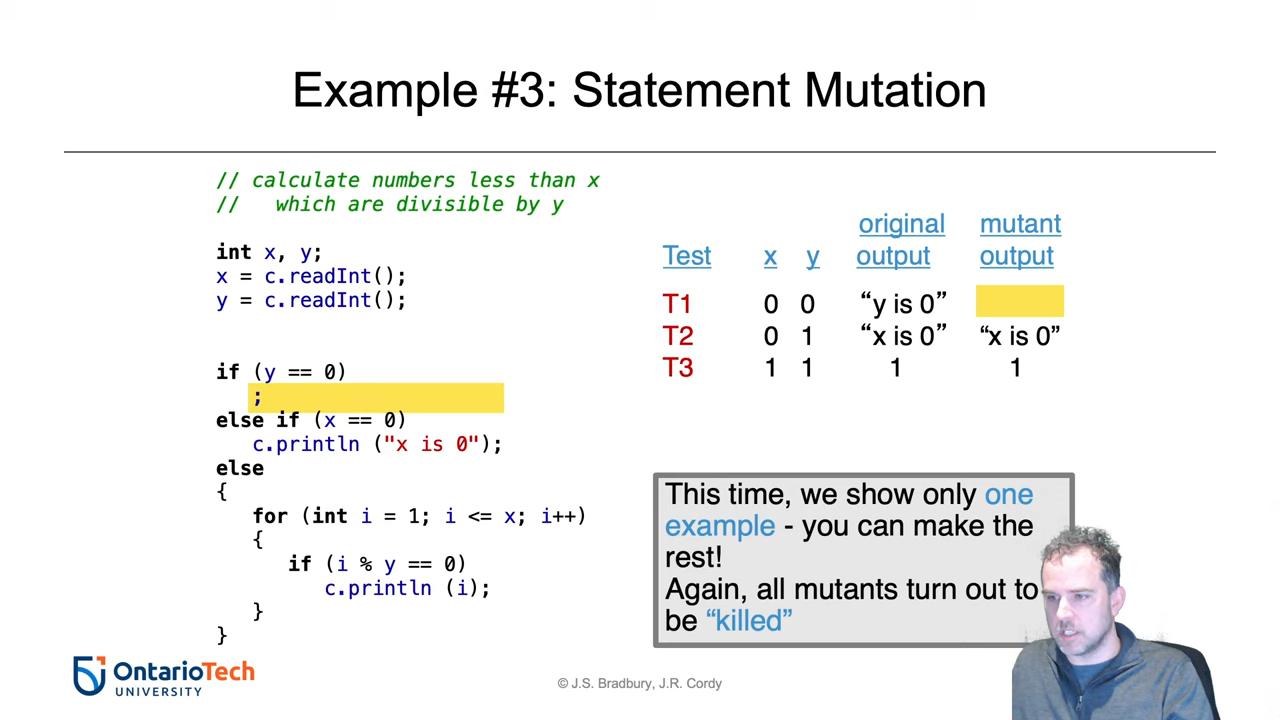 Example #3: Statement Mutation
// calculate numbers less than x
//   which are divisible by y
int x, y;
x = c.readInt();
y = c.readInt();
if (y == 0)
;
else if (x == 0)
c.println ("x is 0");
else
{
for (int i = 1; i <= x; i++)
{
if (i % y == 0)
c.println (i);
}
}
original mutant
Test x y output output
T1 0 0 “y is 0”
T2 0 1 “x is 0” “x is 0”
T3 1 1 1 1
This time, we show only one
example - you can make the
rest!
Again, all mutants turn out to
be “killed”
OntarioTech
UNIVERSITY
© J.S. Bradbury, J.R. Cordy